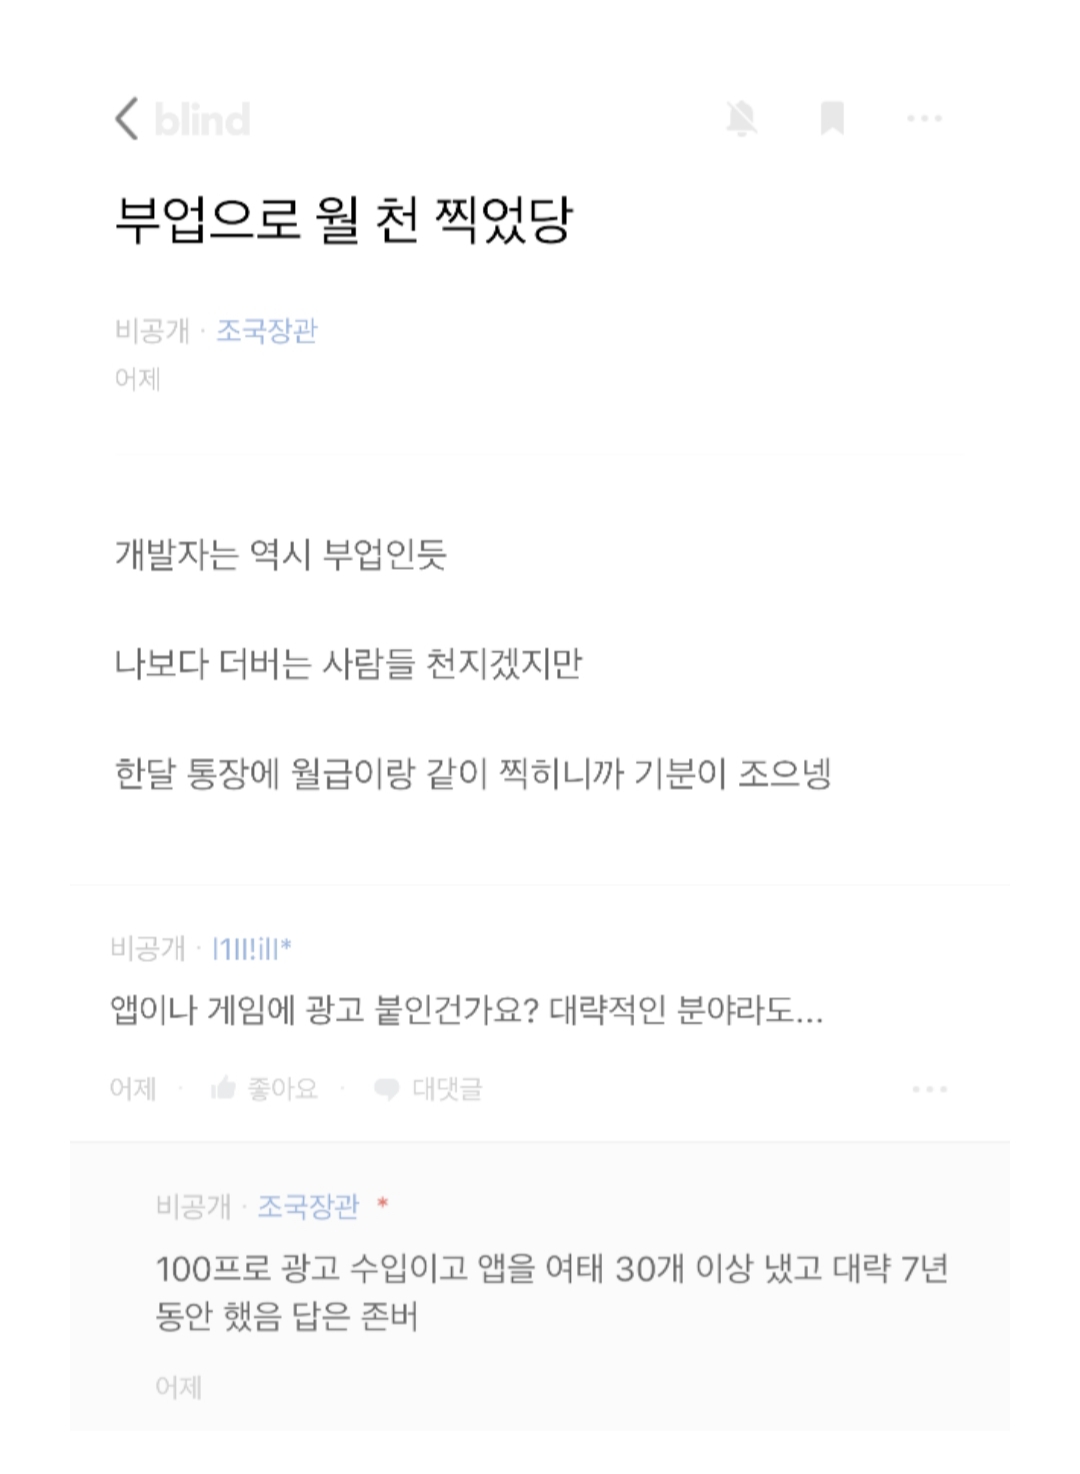 blind
부업으로 월 천 찍었당
비공개 · 조국장관
어제
개발자는 역시 부업인듯
나보다 더버는 사람들 천지겠지만
한달 통장에 월급이랑 같이 찍히니까 기분이 조으넹
비공개 · l1ll!ill*
앱이나 게임에 광고 붙인건가요? 대략적인 분야라도...
어제 · 좋아요 · 대댓글
비공개 · 조국장관 *
100프로 광고 수입이고 앱을 여태 30개 이상 냈고 대략 7년
동안 했음 답은 존버
어제